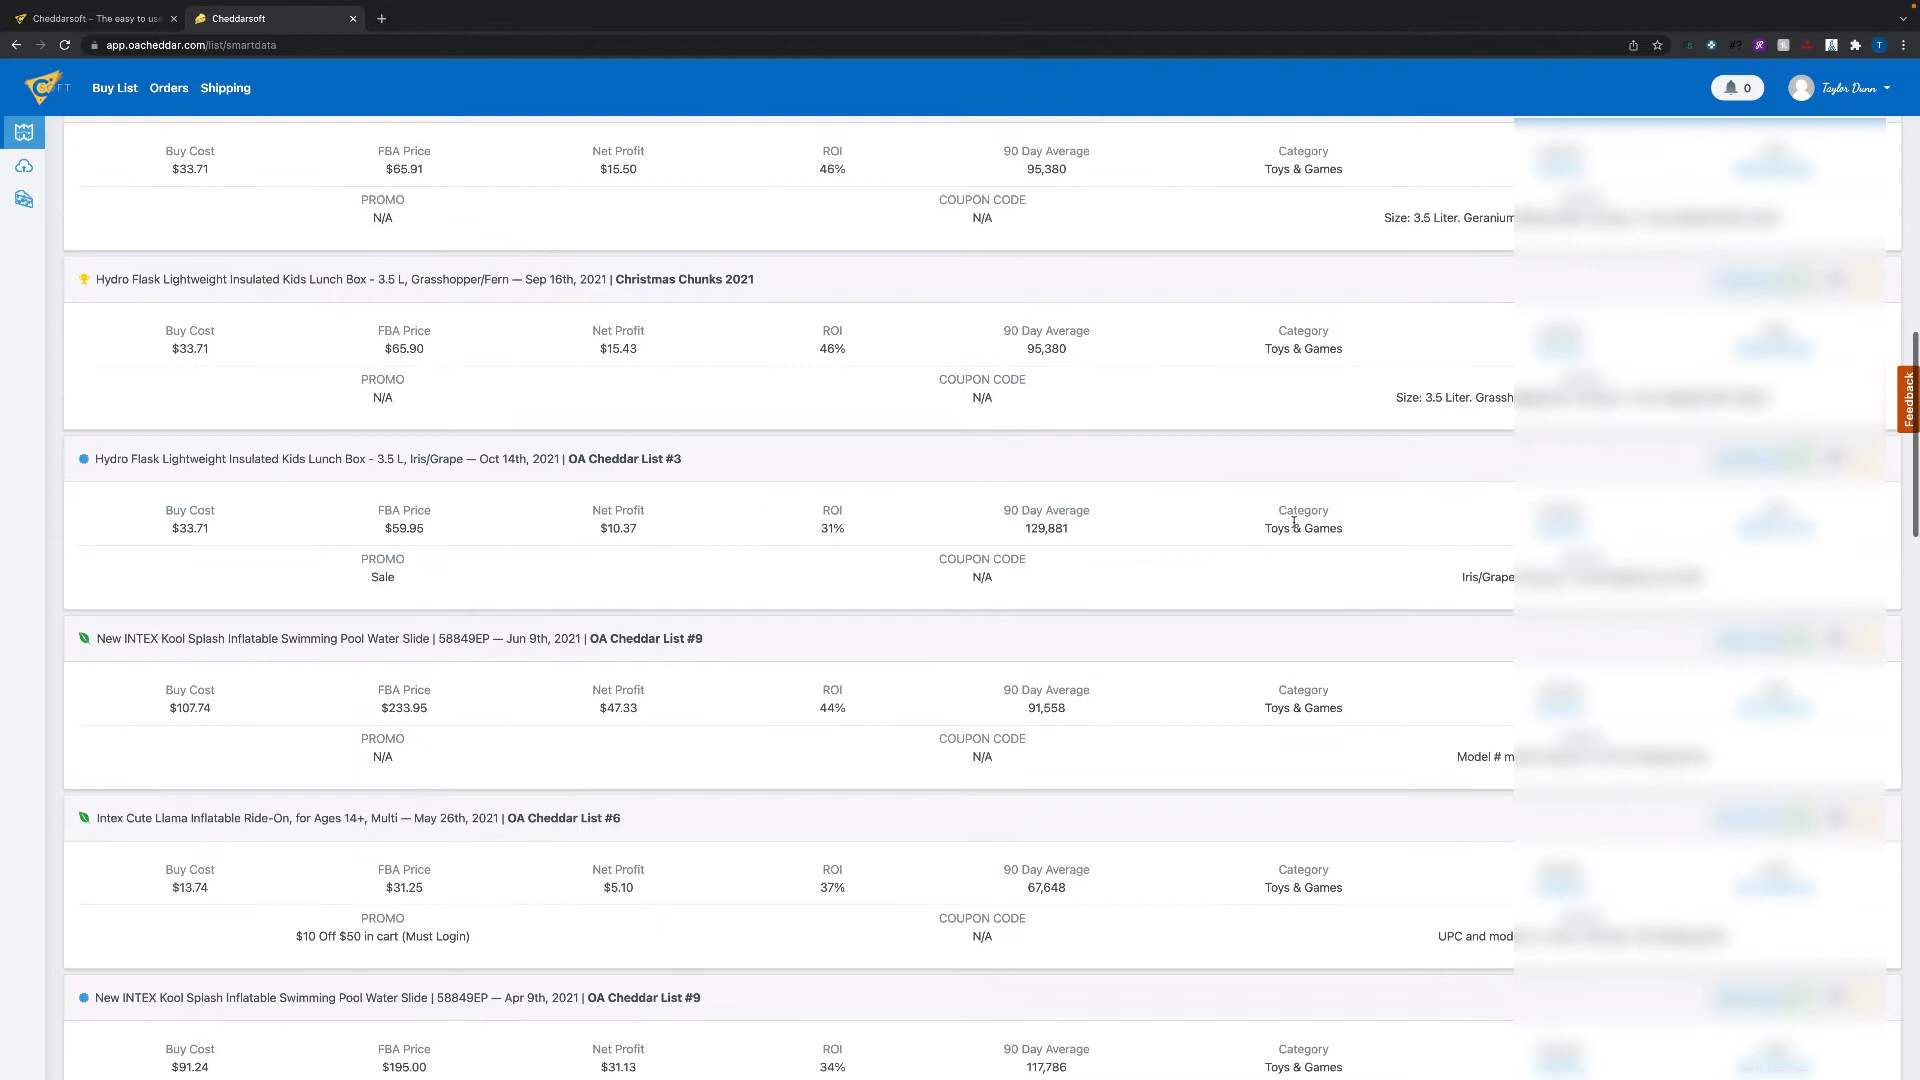 Cheddarsoft – The easy to use
Cheddarsoft
app.oacheddar.com/list/smartdata
Buy List Orders Shipping
0
Taylor Dunn
Buy Cost FBA Price Net Profit ROI 90 Day Average Category
$33.71 $65.91 $15.50 46% 95,380 Toys & Games
PROMO COUPON CODE
N/A N/A Size: 3.5 Liter. Geranium
Hydro Flask Lightweight Insulated Kids Lunch Box - 3.5 L, Grasshopper/Fern — Sep 16th, 2021 | Christmas Chunks 2021
Buy Cost FBA Price Net Profit ROI 90 Day Average Category
$33.71 $65.90 $15.43 46% 95,380 Toys & Games
PROMO COUPON CODE
N/A N/A Size: 3.5 Liter. Grassh
Feedback
Hydro Flask Lightweight Insulated Kids Lunch Box - 3.5 L, Iris/Grape — Oct 14th, 2021 | OA Cheddar List #3
Buy Cost FBA Price Net Profit ROI 90 Day Average Category
$33.71 $59.95 $10.37 31% 129,881 Toys & Games
PROMO COUPON CODE
Sale N/A Iris/Grape
New INTEX Kool Splash Inflatable Swimming Pool Water Slide | 58849EP — Jun 9th, 2021 | OA Cheddar List #9
Buy Cost FBA Price Net Profit ROI 90 Day Average Category
$107.74 $233.95 $47.33 44% 91,558 Toys & Games
PROMO COUPON CODE
N/A N/A Model # m
Intex Cute Llama Inflatable Ride-On, for Ages 14+, Multi — May 26th, 2021 | OA Cheddar List #6
Buy Cost FBA Price Net Profit ROI 90 Day Average Category
$13.74 $31.25 $5.10 37% 67,648 Toys & Games
PROMO COUPON CODE
$10 Off $50 in cart (Must Login) N/A UPC and mod
New INTEX Kool Splash Inflatable Swimming Pool Water Slide | 58849EP — Apr 9th, 2021 | OA Cheddar List #9
Buy Cost FBA Price Net Profit ROI 90 Day Average Category
$91.24 $195.00 $31.13 34% 117,786 Toys & Games